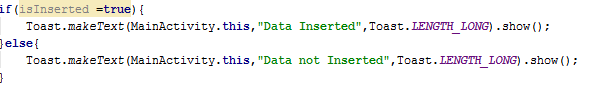 if(isInserted =true){
Toast.makeText(MainActivity.this,"Data Inserted",Toast.LENGTH_LONG).show();
}else{
Toast.makeText(MainActivity.this,"Data not Inserted",Toast.LENGTH_LONG).show();
}